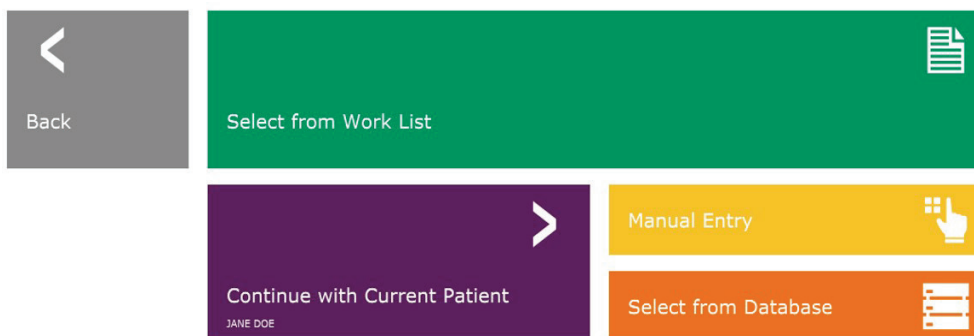 Back
Select from Work List
Continue with Current Patient
JANE DOE
Manual Entry
Select from Database